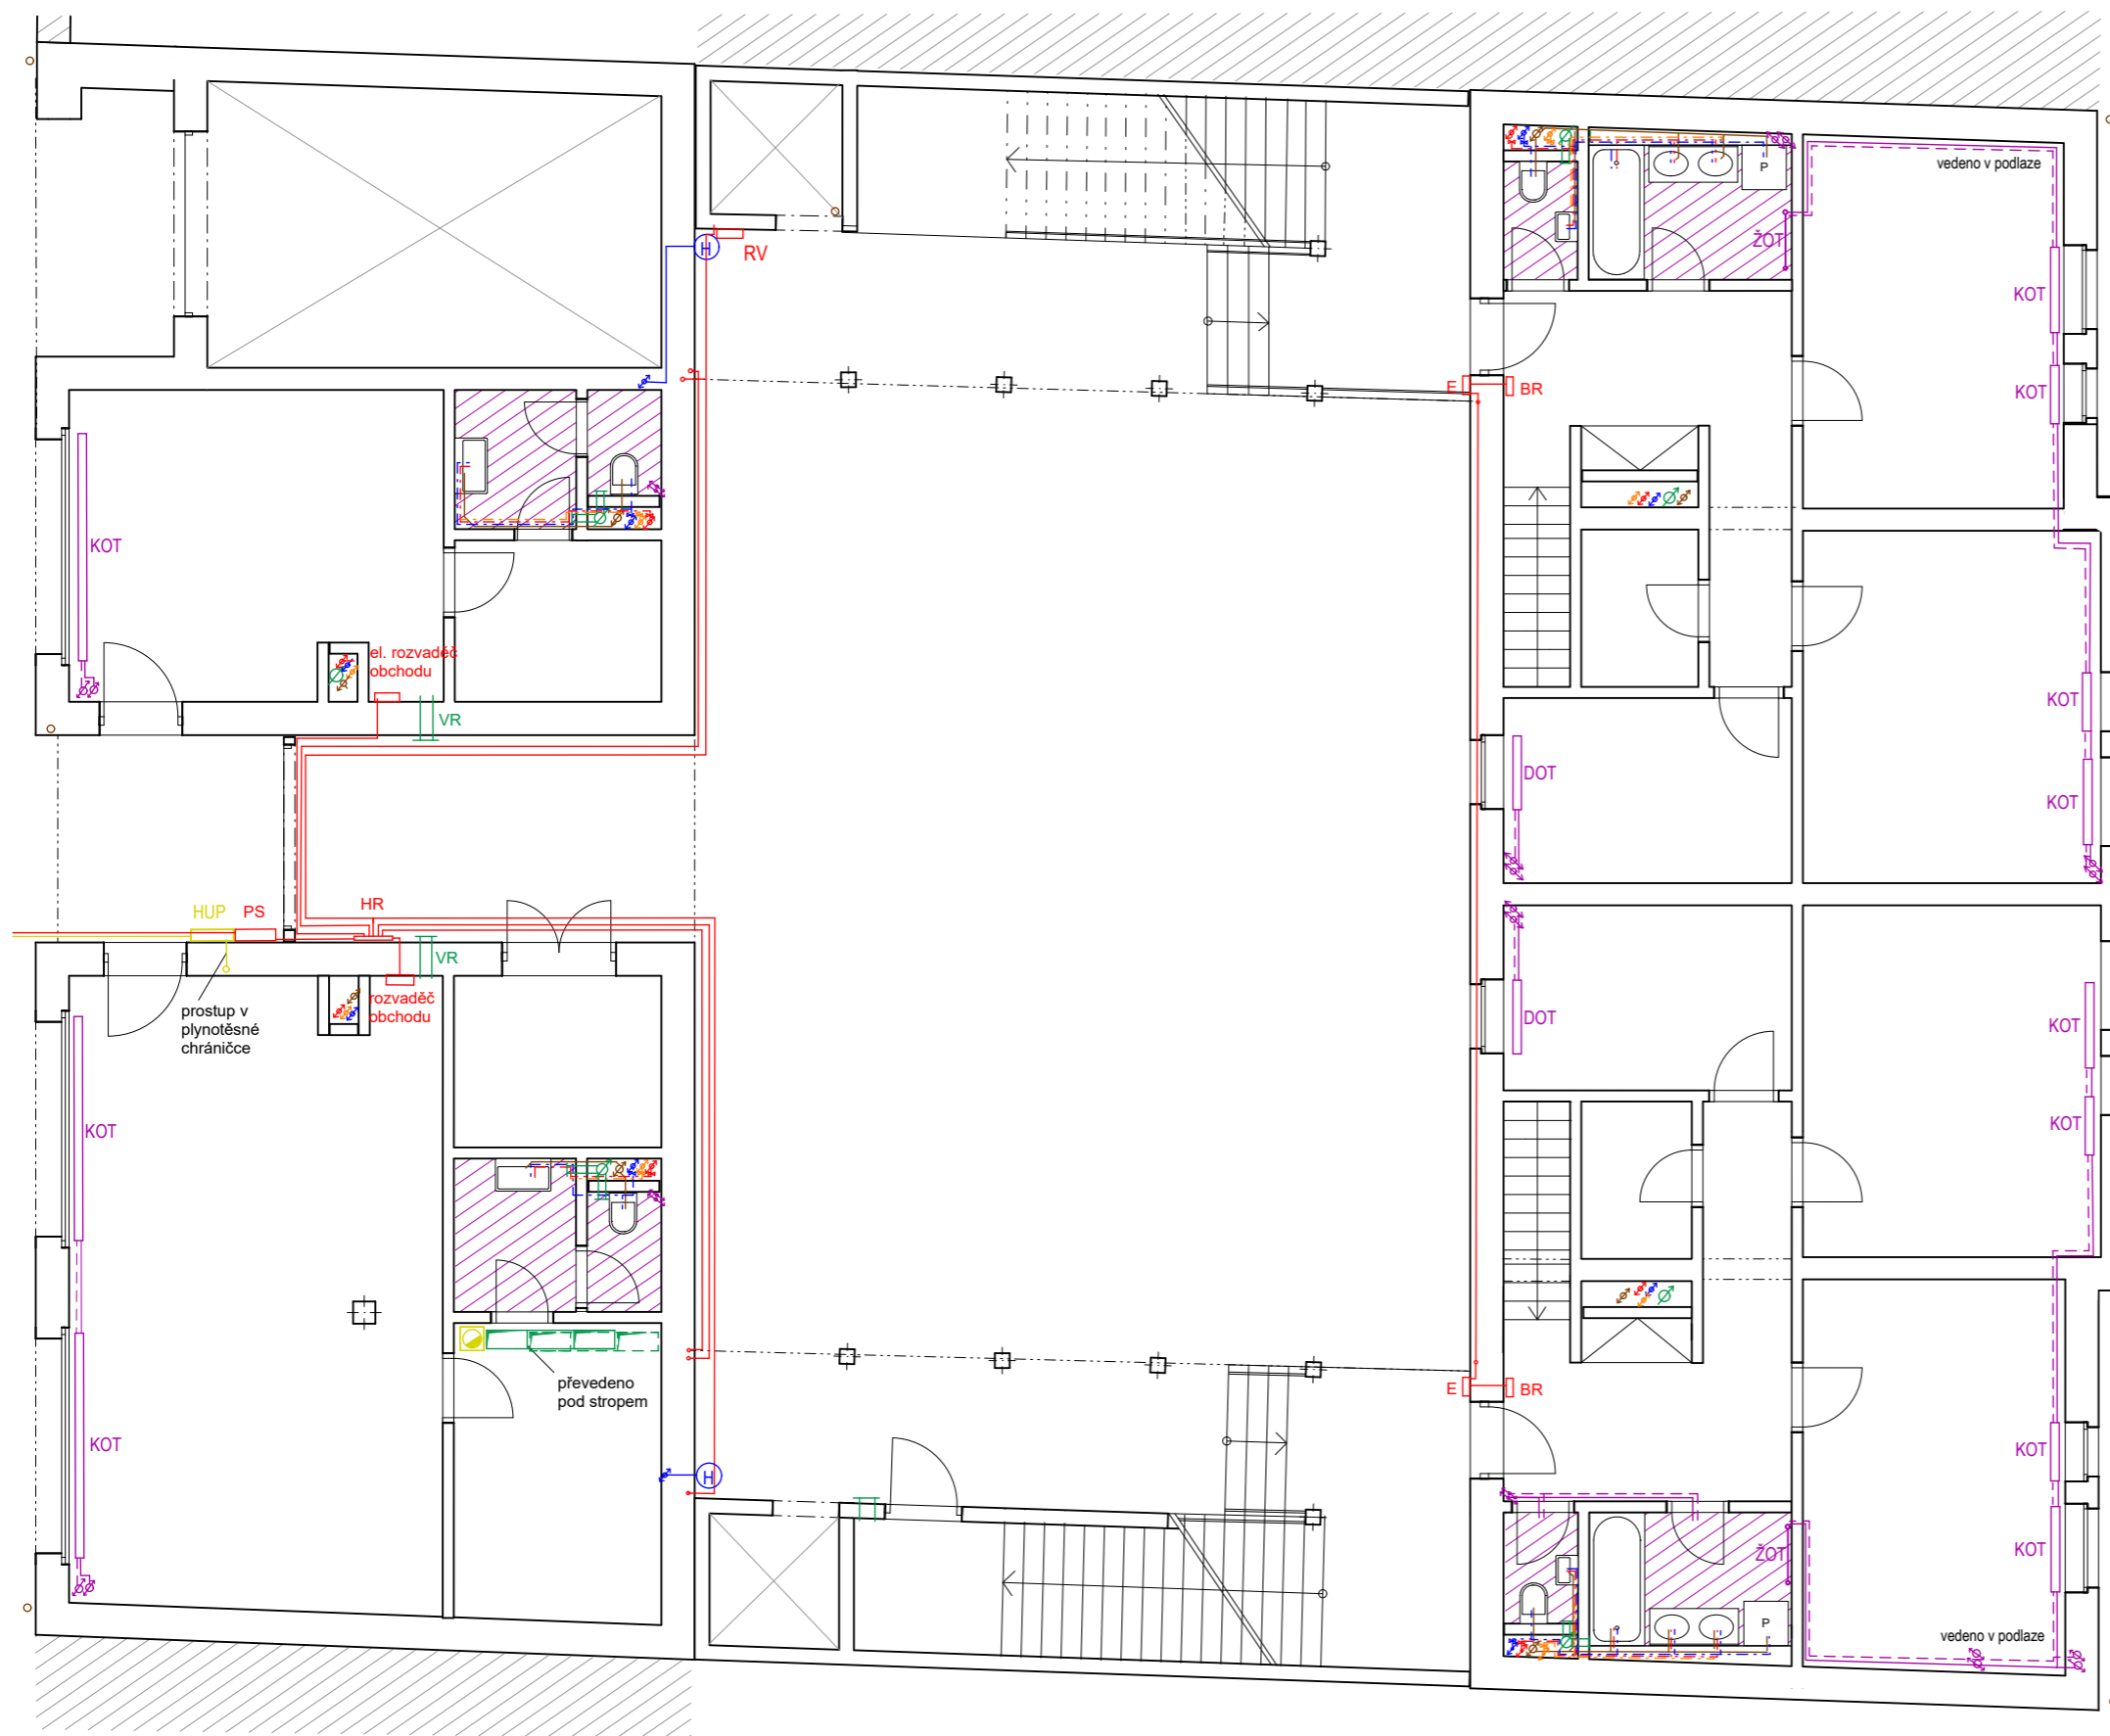 vedeno v podlaze
P
ŽOT
H
RV
KOT
E
BR
KOT
KOT
el. rozvaděč
obchodu
KOT
VR
DOT
KOT
HUP
PS
HR
VR
rozvaděč
obchodu
prostup v
plynotěsné
chráničce
DOT
KOT
KOT
KOT
převedeno
pod stropem
E
BR
KOT
KOT
H
ŽOT
KOT
P
vedeno v podlaze